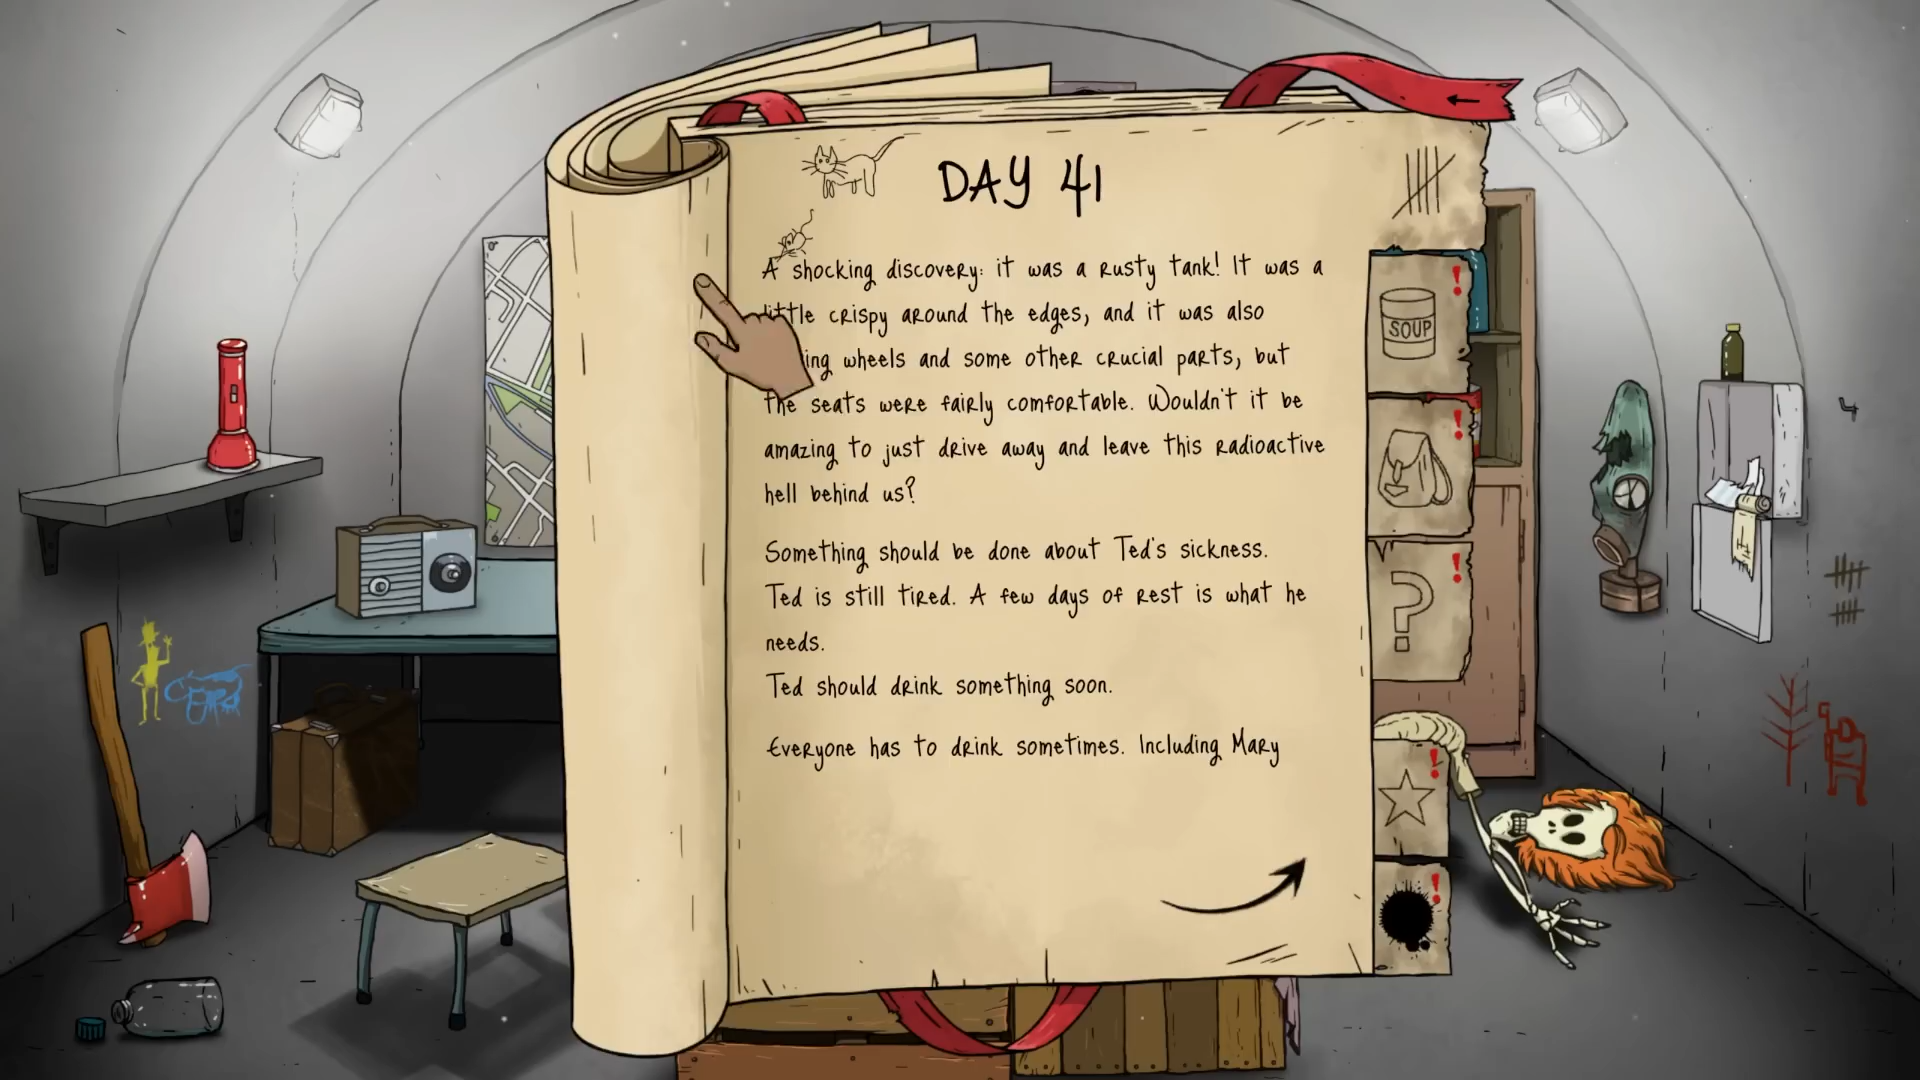 DAY 41
A shocking discovery: it was a rusty tank! It was a
little crispy around the edges, and it was also
wheels and some other crucial parts, but
the seats were fairly comfortable. Wouldn't it be
amazing to just drive away and leave this radioactive
hell behind us?
Something should be done about Ted's sickness.
Ted is still tired. A few days of rest is what he
needs.
Ted should drink something soon.
Everyone has to drink sometimes. Including Mary
!
SOUP
!
!
?
!
!
4